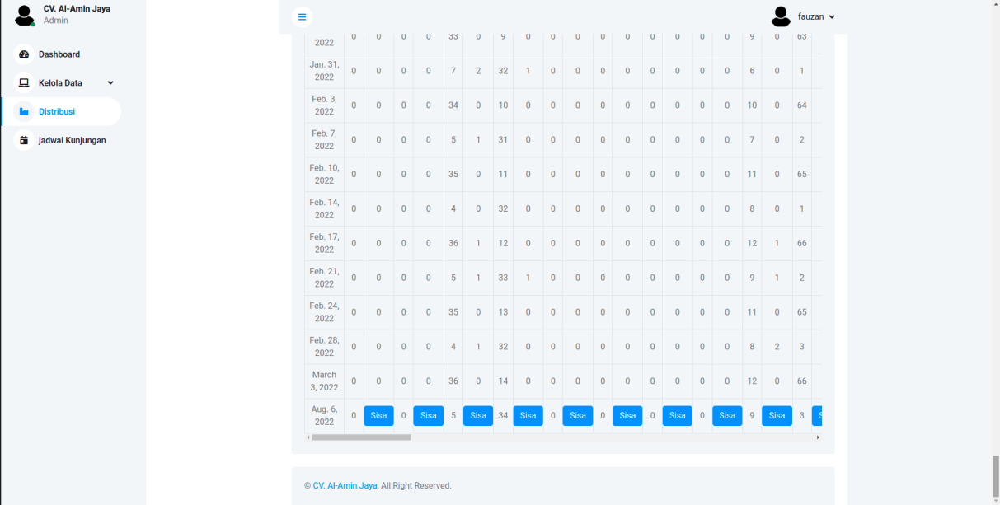 CV. Al-Amin Jaya
Admin
fauzan
Dashboard
Kelola Data
Distribusi
jadwal Kunjungan
2022 0 0 0 0 33 0 9 0 0 0 0 0 0 0 0 0 9 0 63
Jan. 31,
2022 0 0 0 0 7 2 32 1 0 0 0 0 0 0 0 0 6 0 1
Feb. 3,
2022 0 0 0 0 34 0 10 0 0 0 0 0 0 0 0 0 10 0 64
Feb. 7,
2022 0 0 0 0 5 1 31 0 0 0 0 0 0 0 0 0 7 0 2
Feb. 10,
2022 0 0 0 0 35 0 11 0 0 0 0 0 0 0 0 0 11 0 65
Feb. 14,
2022 0 0 0 0 4 0 32 0 0 0 0 0 0 0 0 0 8 0 1
Feb. 17,
2022 0 0 0 0 36 1 12 0 0 0 0 0 0 0 0 0 12 1 66
Feb. 21,
2022 0 0 0 0 5 1 33 1 0 0 0 0 0 0 0 0 9 1 2
Feb. 24,
2022 0 0 0 0 35 0 13 0 0 0 0 0 0 0 0 0 11 0 65
Feb. 28,
2022 0 0 0 0 4 1 32 0 0 0 0 0 0 0 0 0 8 2 3
March
3, 2022 0 0 0 0 36 0 14 0 0 0 0 0 0 0 0 0 12 0 66
Aug. 6,
2022 0 Sisa 0 Sisa 5 Sisa 34 Sisa 0 Sisa 0 Sisa 0 Sisa 0 Sisa 9 Sisa 3
© CV. Al-Amin Jaya, All Right Reserved.